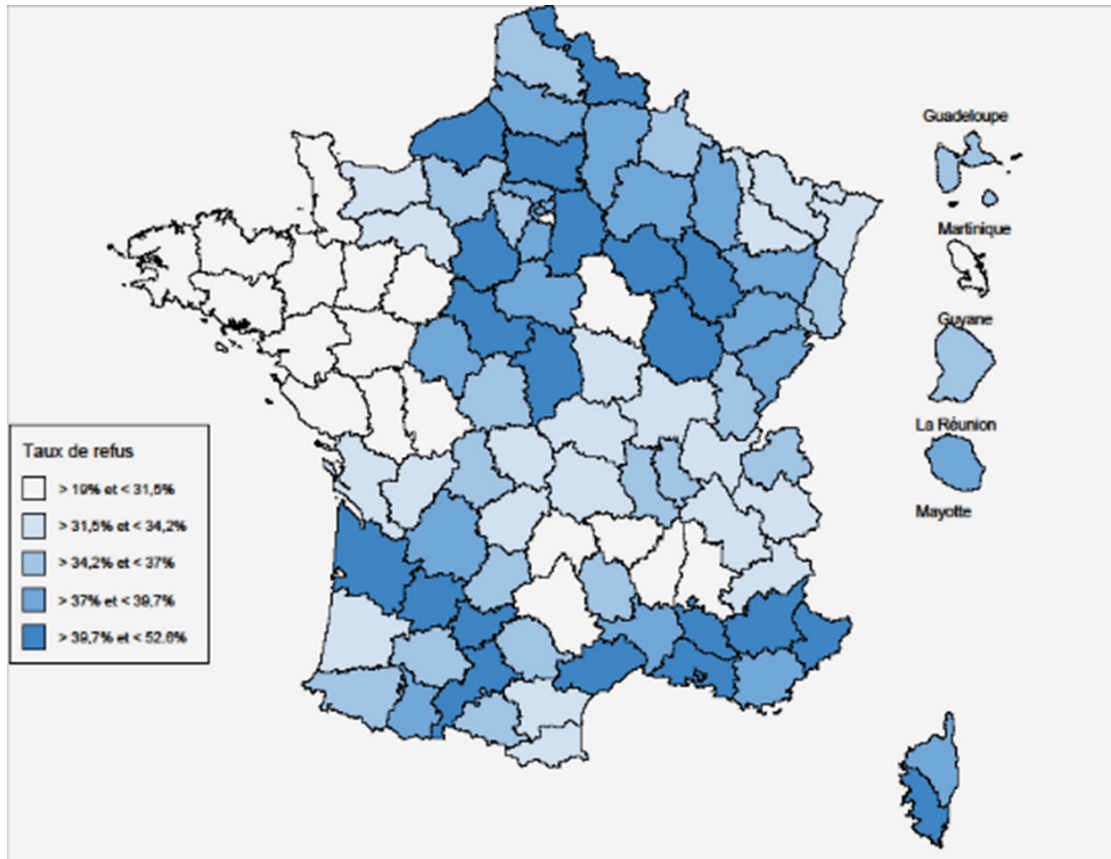 Guadeloupe
Martinique
Guyane
La Réunion
Mayotte
Taux de refus
> 19% et < 31,5%
> 31,5% et < 34,2%
> 34,2% et < 37%
> 37% et < 39,7%
> 39,7% et < 52,6%